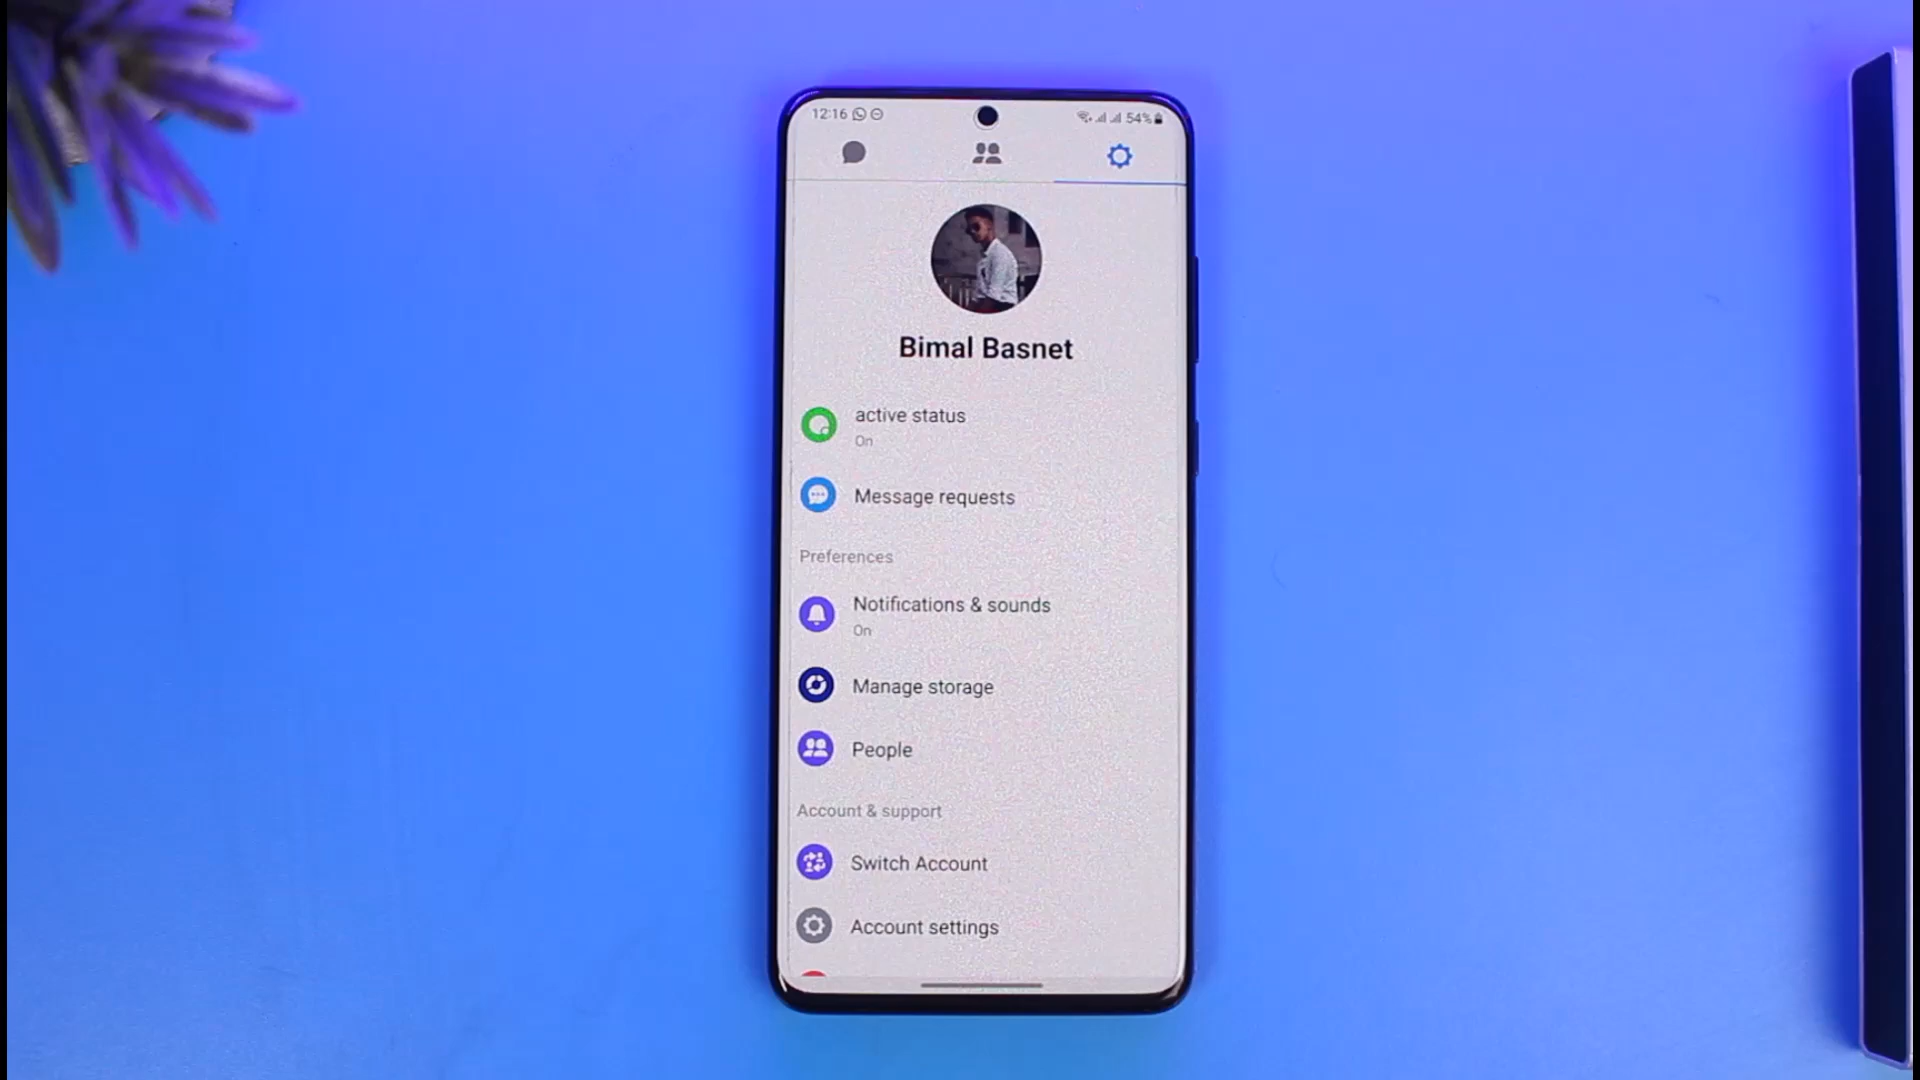 12:16 54%
Bimal Basnet
active status
On
Message requests
Preferences
Notifications & sounds
On
Manage storage
People
Account & support
Switch Account
Account settings